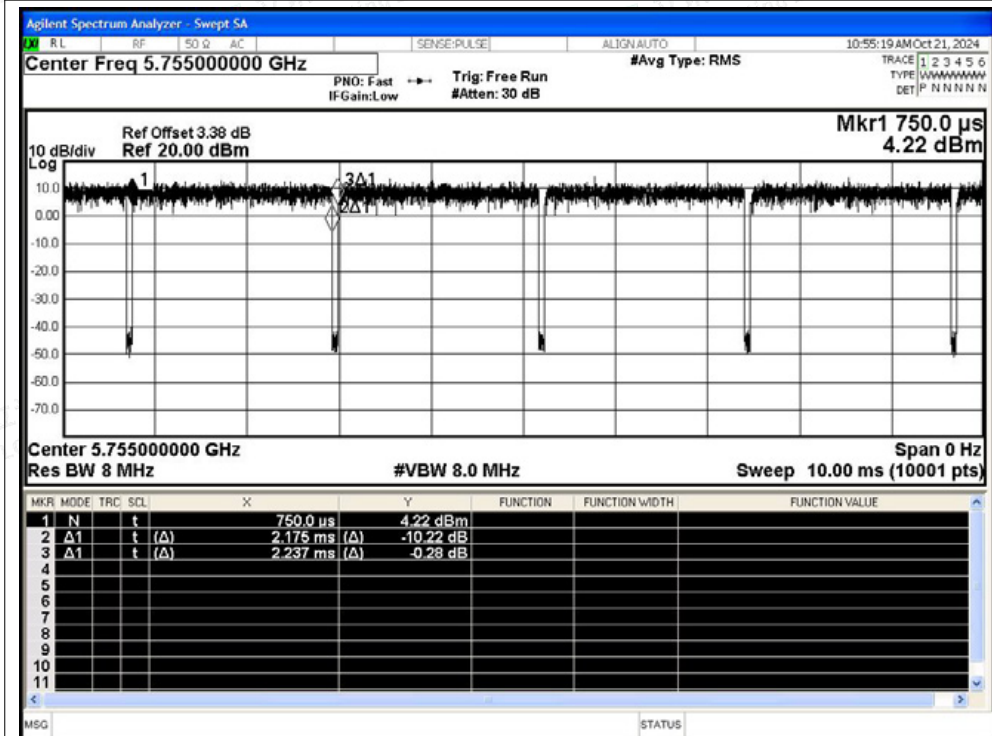 Agilent Spectrum Analyzer - Swept SA
LXI RL RF 50 Ω AC SENSE:PULSE ALIGN AUTO 10:55:19 AM Oct 21, 2024
Center Freq 5.755000000 GHz #Avg Type: RMS TRACE 1 2 3 4 5 6
PNO: Fast Trig: Free Run TYPE WWWWWW
IFGain:Low #Atten: 30 dB DET P N N N N N
Mkr1 750.0 µs
Ref Offset 3.38 dB
10 dB/div Ref 20.00 dBm 4.22 dBm
Log
10.0
0.00
-10.0
-20.0
-30.0
-40.0
-50.0
-60.0
-70.0
1
3Δ1
2Δ1
Center 5.755000000 GHz Span 0 Hz
Res BW 8 MHz #VBW 8.0 MHz Sweep 10.00 ms (10001 pts)
MKR MODE TRC SCL X Y FUNCTION FUNCTION WIDTH FUNCTION VALUE
1 N t 750.0 µs 4.22 dBm
2 Δ1 t (Δ) 2.175 ms (Δ) -10.22 dB
3 Δ1 t (Δ) 2.237 ms (Δ) -0.28 dB
4
5
6
7
8
9
10
11
MSG STATUS